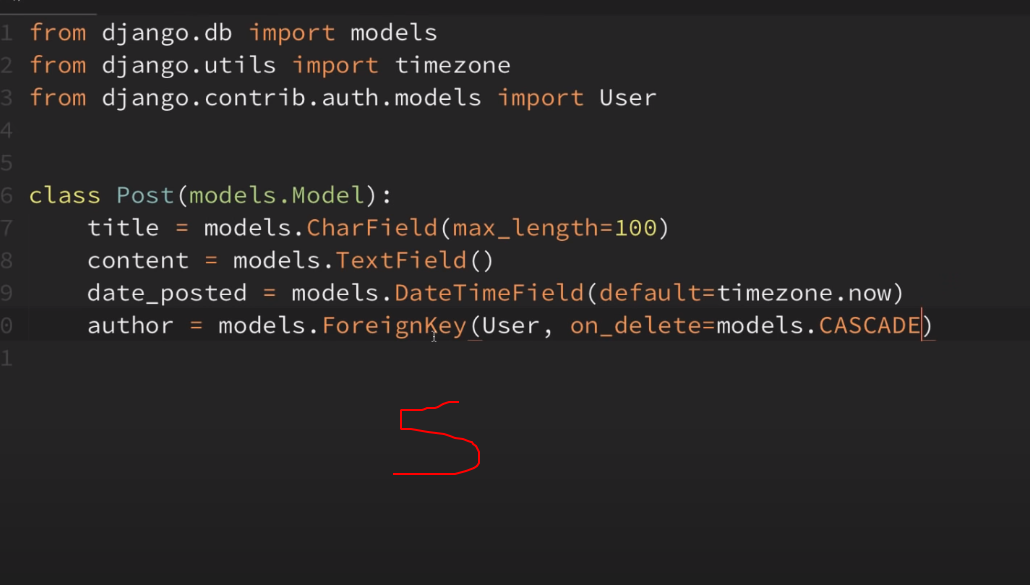 1 from django.db import models
2 from django.utils import timezone
3 from django.contrib.auth.models import User
4
5
6 class Post(models.Model):
7     title = models.CharField(max_length=100)
8     content = models.TextField()
9     date_posted = models.DateTimeField(default=timezone.now)
0     author = models.ForeignKey(User, on_delete=models.CASCADE)
1
5